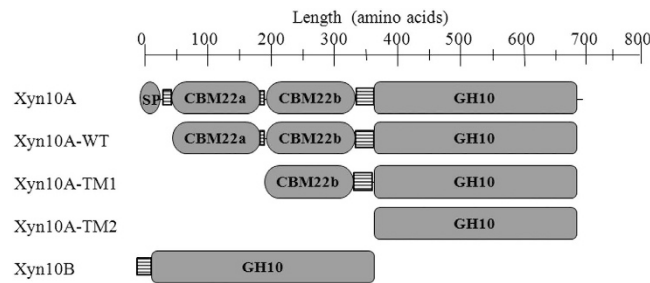 Length (amino acids)
0 100 200 300 400 500 600 700 800
Xyn10A SP CBM22a CBM22b GH10
Xyn10A-WT CBM22a CBM22b GH10
Xyn10A-TM1 CBM22b GH10
Xyn10A-TM2 GH10
Xyn10B GH10